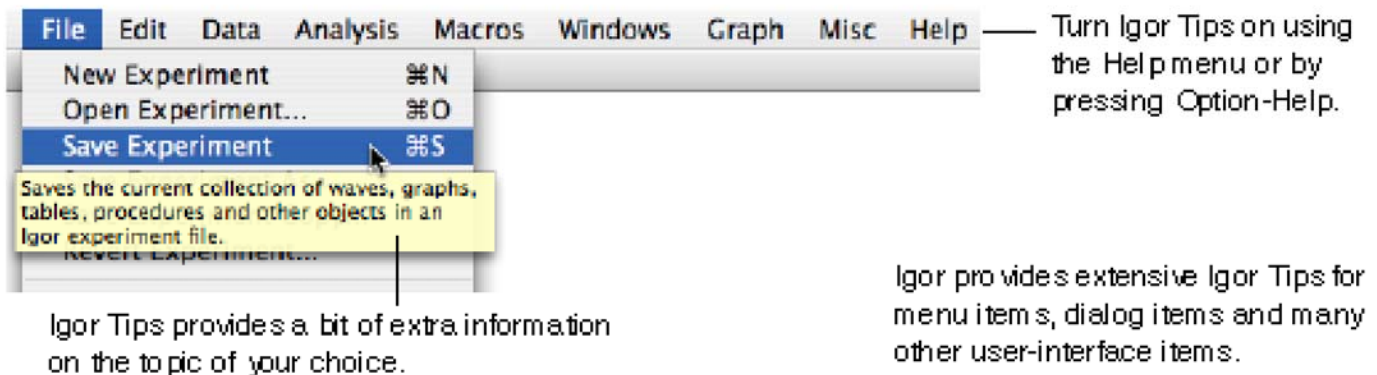 File Edit Data Analysis Macros Windows Graph Misc Help
New Experiment ⌘N
Open Experiment... ⌘O
Save Experiment ⌘S
Saves the current collection of waves, graphs,
tables, procedures and other objects in an
Igor experiment file.
Revert Experiment...
Turn Igor Tips on using
the Help menu or by
pressing Option-Help.
Igor Tips provides a bit of extra information
on the topic of your choice.
Igor provides extensive Igor Tips for
menu items, dialog items and many
other user-interface items.